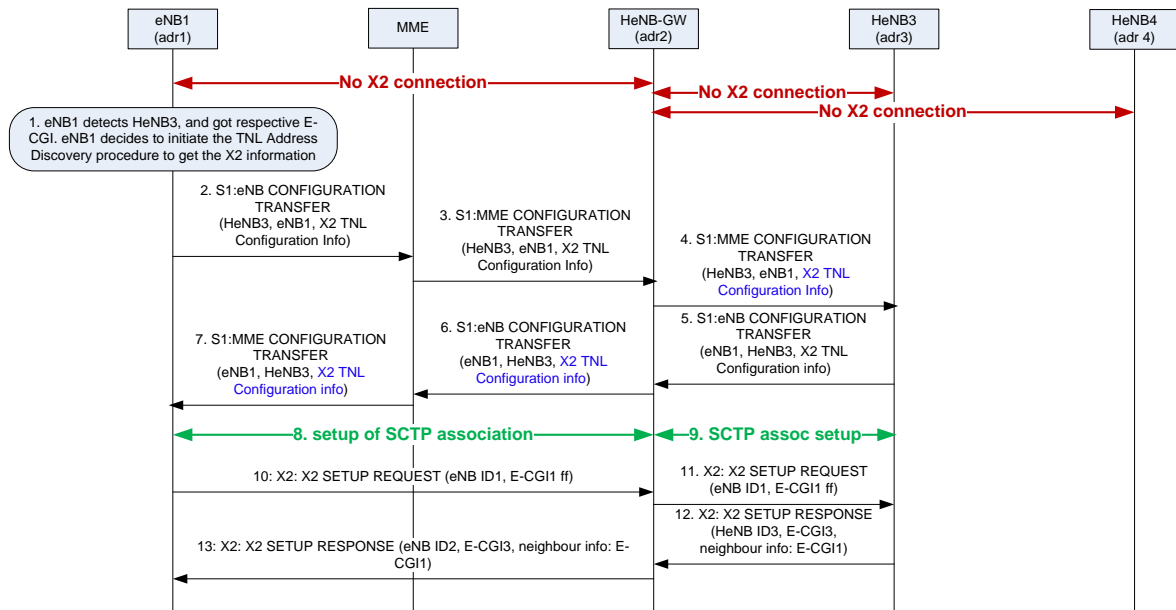 eNB1
(adr1)
MME
HeNB-GW
(adr2)
HeNB3
(adr3)
HeNB4
(adr 4)
No X2 connection
No X2 connection
No X2 connection
1. eNB1 detects HeNB3, and got respective E-
CGI. eNB1 decides to initiate the TNL Address
Discovery procedure to get the X2 information
2. S1:eNB CONFIGURATION
TRANSFER
(HeNB3, eNB1, X2 TNL
Configuration Info)
3. S1:MME CONFIGURATION
TRANSFER
(HeNB3, eNB1, X2 TNL
Configuration Info)
4. S1:MME CONFIGURATION
TRANSFER
(HeNB3, eNB1, X2 TNL
Configuration Info)
5. S1:eNB CONFIGURATION
TRANSFER
(eNB1, HeNB3, X2 TNL
Configuration info)
6. S1:eNB CONFIGURATION
TRANSFER
(eNB1, HeNB3, X2 TNL
Configuration info)
7. S1:MME CONFIGURATION
TRANSFER
(eNB1, HeNB3, X2 TNL
Configuration info)
8. setup of SCTP association
9. SCTP assoc setup
10: X2: X2 SETUP REQUEST (eNB ID1, E-CGI1 ff)
11. X2: X2 SETUP REQUEST
(eNB ID1, E-CGI1 ff)
12. X2: X2 SETUP RESPONSE
(HeNB ID3, E-CGI3,
neighbour info: E-CGI1)
13: X2: X2 SETUP RESPONSE (eNB ID2, E-CGI3, neighbour info: E-
CGI1)